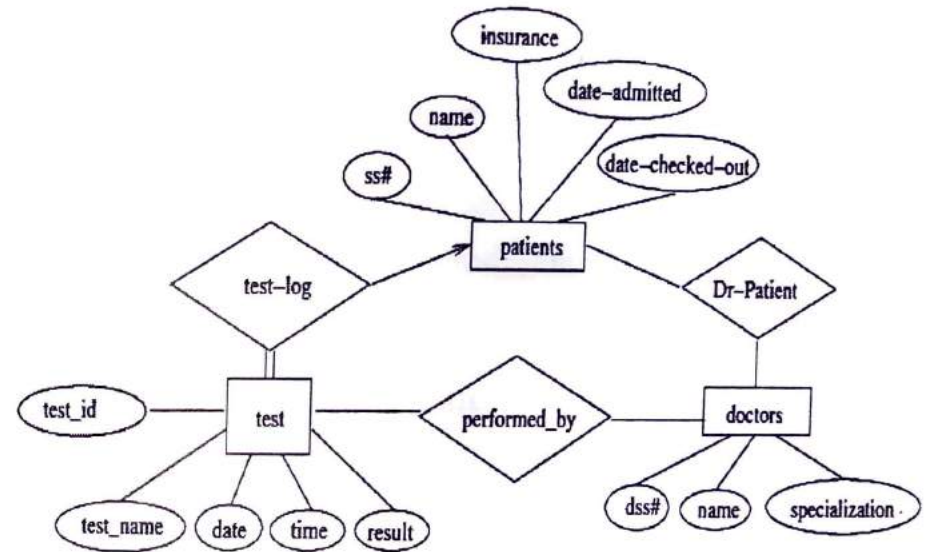 insurance
date-admitted
name
date-checked-out
ss#
patients
test-log
Dr-Patient
test_id
test
performed_by
doctors
test_name
date
time
result
dss#
name
specialization